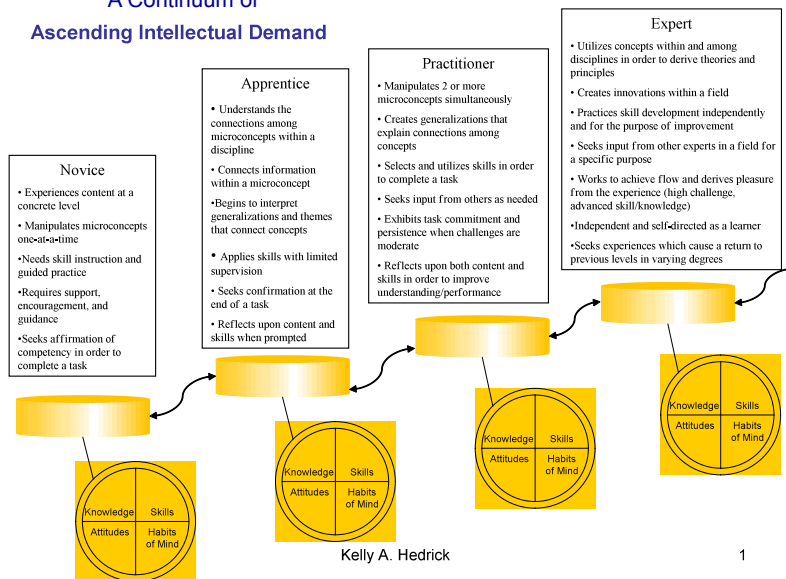 A Continuum of
Ascending Intellectual Demand
Novice
• Experiences content at a
concrete level
• Manipulates microconcepts
one-at-a-time
•Needs skill instruction and
guided practice
•Requires support,
encouragement, and
guidance
•Seeks affirmation of
competency in order to
complete a task
Apprentice
• Understands the
connections among
microconcepts within a
discipline
• Connects information
within a microconcept
•Begins to interpret
generalizations and themes
that connect concepts
• Applies skills with limited
supervision
• Seeks confirmation at the
end of a task
• Reflects upon content and
skills when prompted
Practitioner
• Manipulates 2 or more
microconcepts simultaneously
• Creates generalizations that
explain connections among
concepts
• Selects and utilizes skills in order
to complete a task
• Seeks input from others as needed
• Exhibits task commitment and
persistence when challenges are
moderate
• Reflects upon both content and
skills in order to improve
understanding/performance
Expert
• Utilizes concepts within and among
disciplines in order to derive theories and
principles
• Creates innovations within a field
• Practices skill development independently
and for the purpose of improvement
• Seeks input from other experts in a field for
a specific purpose
• Works to achieve flow and derives pleasure
from the experience (high challenge,
advanced skill/knowledge)
•Independent and self-directed as a learner
•Seeks experiences which cause a return to
previous levels in varying degrees
Knowledge Skills
Attitudes Habits
of Mind
Knowledge Skills
Attitudes Habits
of Mind
Knowledge Skills
Attitudes Habits
of Mind
Knowledge Skills
Attitudes Habits
of Mind
Kelly A. Hedrick
1